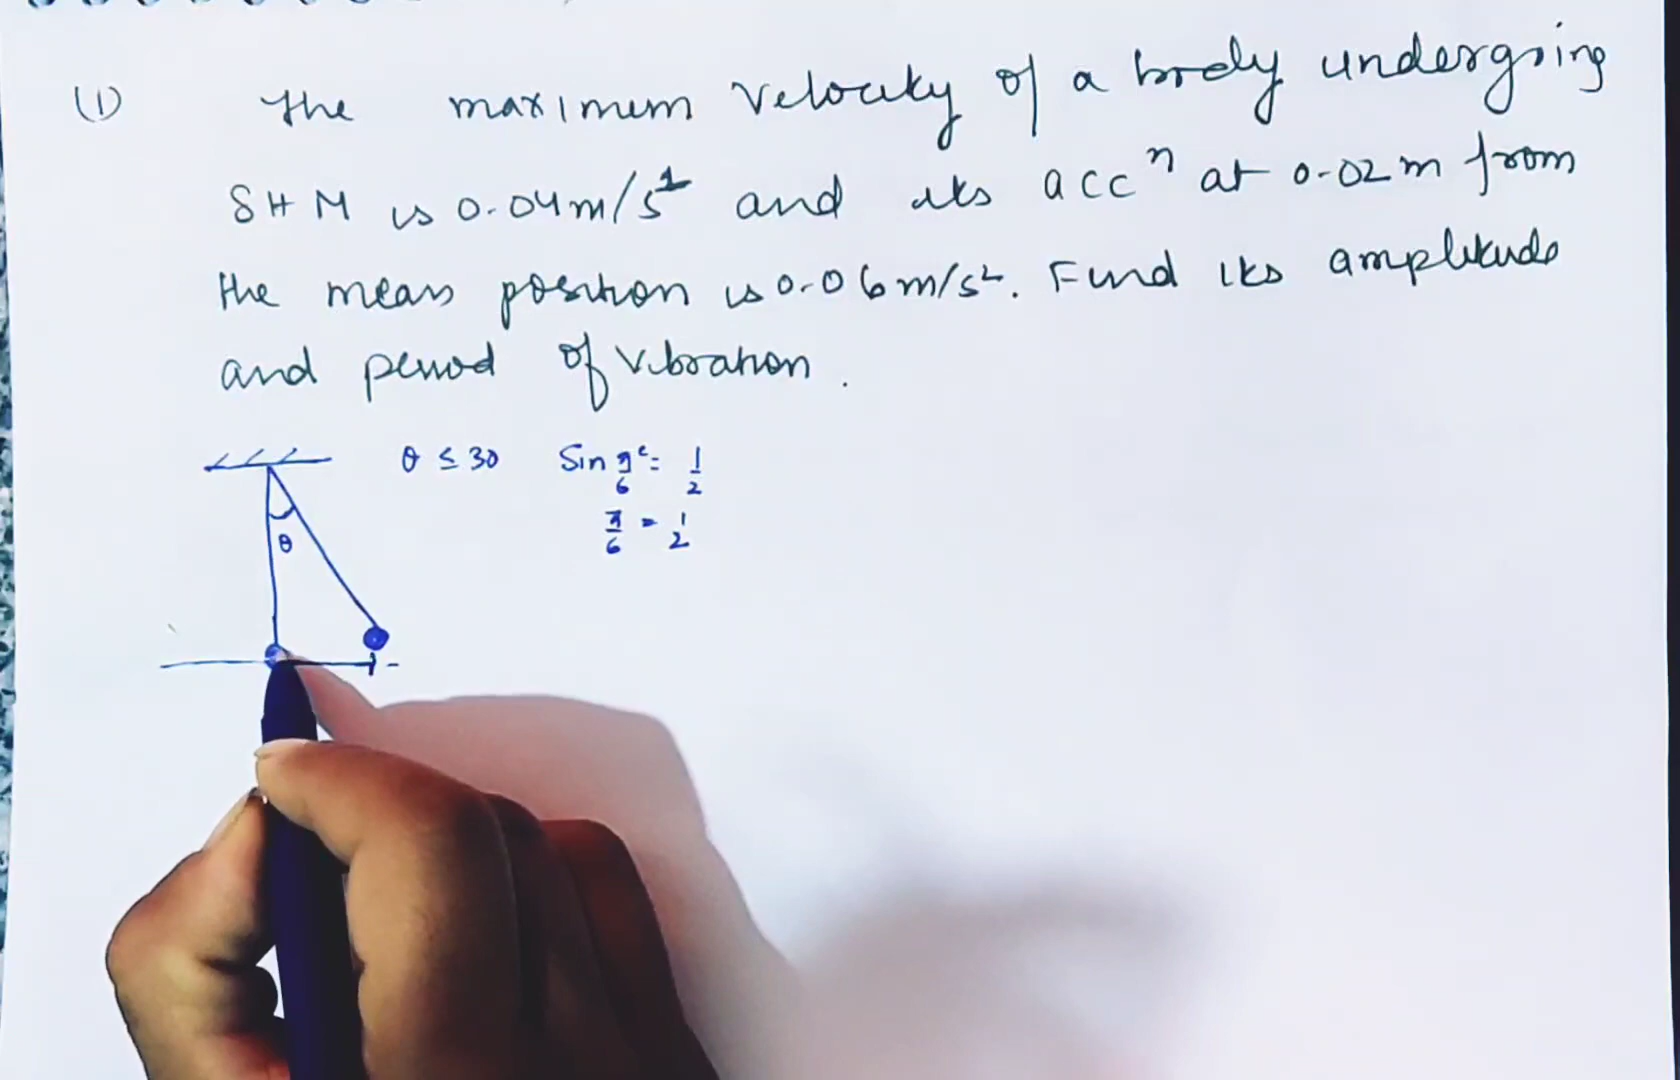 (1) The maximum velocity of a body undergoing
SHM is 0.04m/s and its accⁿ at 0.02m from
the mean position is 0.06m/s². Find its amplitude
and period of vibration.
θ ≤ 30 Sin π/6ᶜ = 1/2
π/6 = 1/2
θ